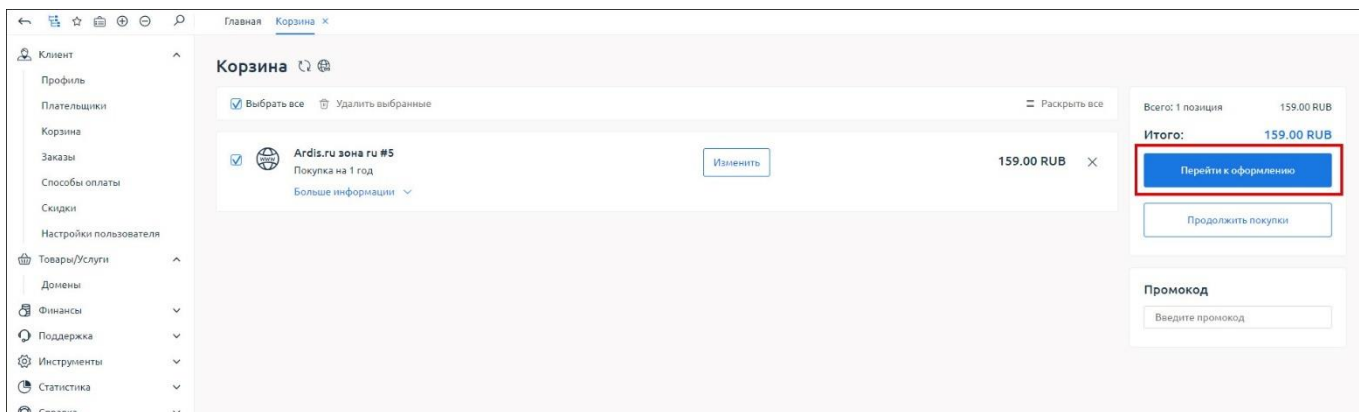 Главная Корзина ×
Клиент
Профиль
Плательщики
Корзина
Заказы
Способы оплаты
Скидки
Настройки пользователя
Товары/Услуги
Домены
Финансы
Поддержка
Инструменты
Статистика
Справка
Корзина
Выбрать все Удалить выбранные Раскрыть все
www
Ardis.ru зона ru #5
Покупка на 1 год
Больше информации
Изменить
159.00 RUB
Всего: 1 позиция 159.00 RUB
Итого: 159.00 RUB
Перейти к оформлению
Продолжить покупки
Промокод
Введите промокод